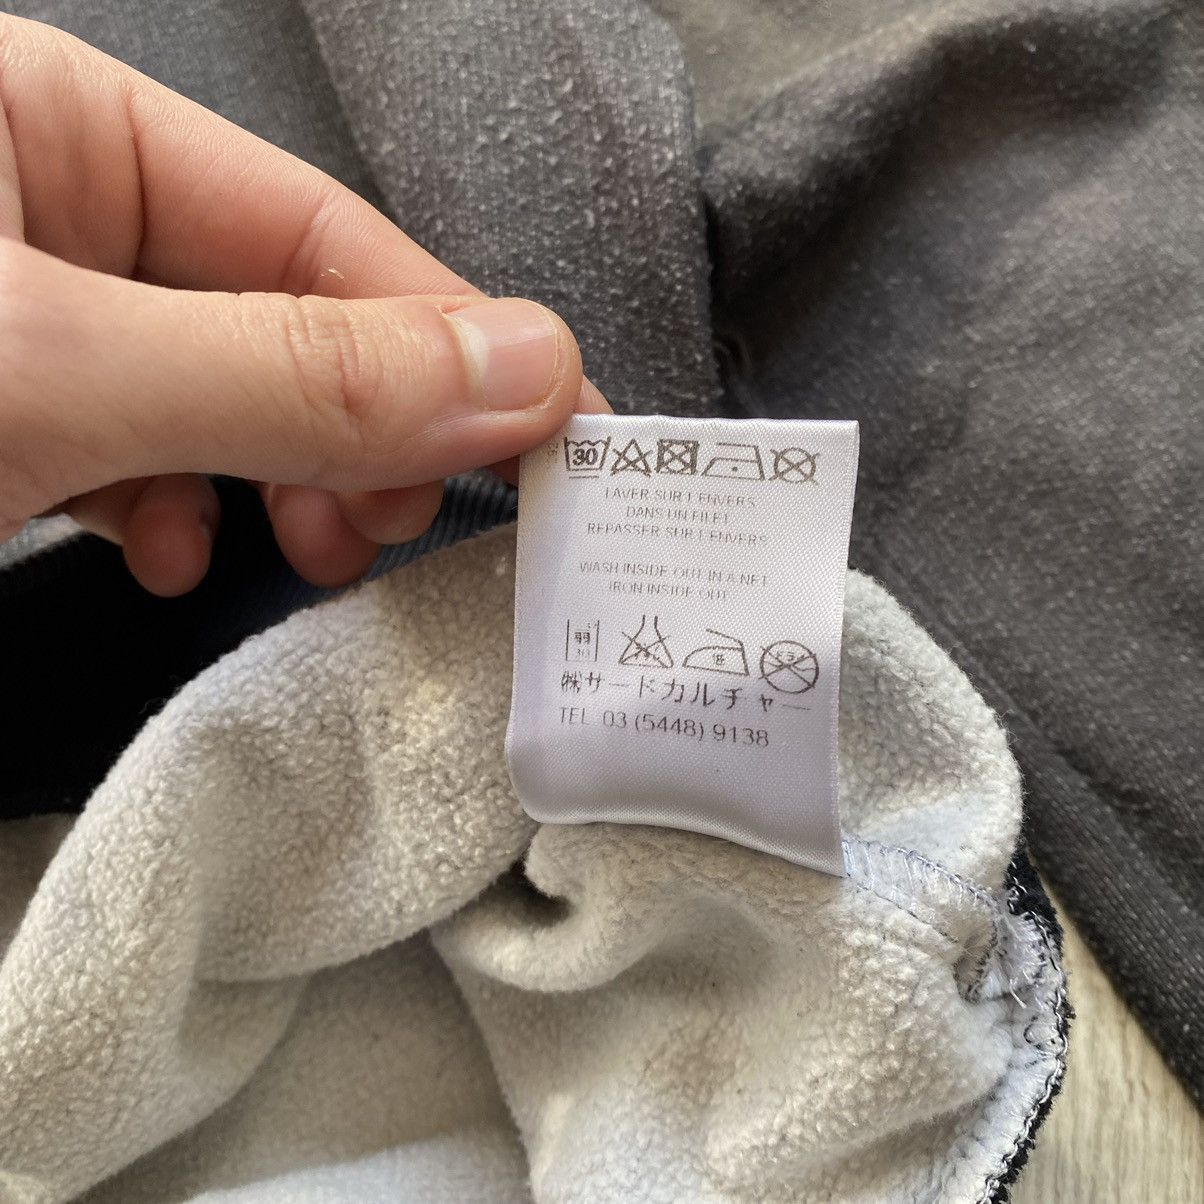 30
LAVER SUR L'ENVERS
DANS UN FILET
REPASSER SUR L'ENVERS
WASH INSIDE OUT IN A NET
IRON INSIDE OUT
弱
30
低
㈱サードカルチャー
TEL 03 (5448) 9138